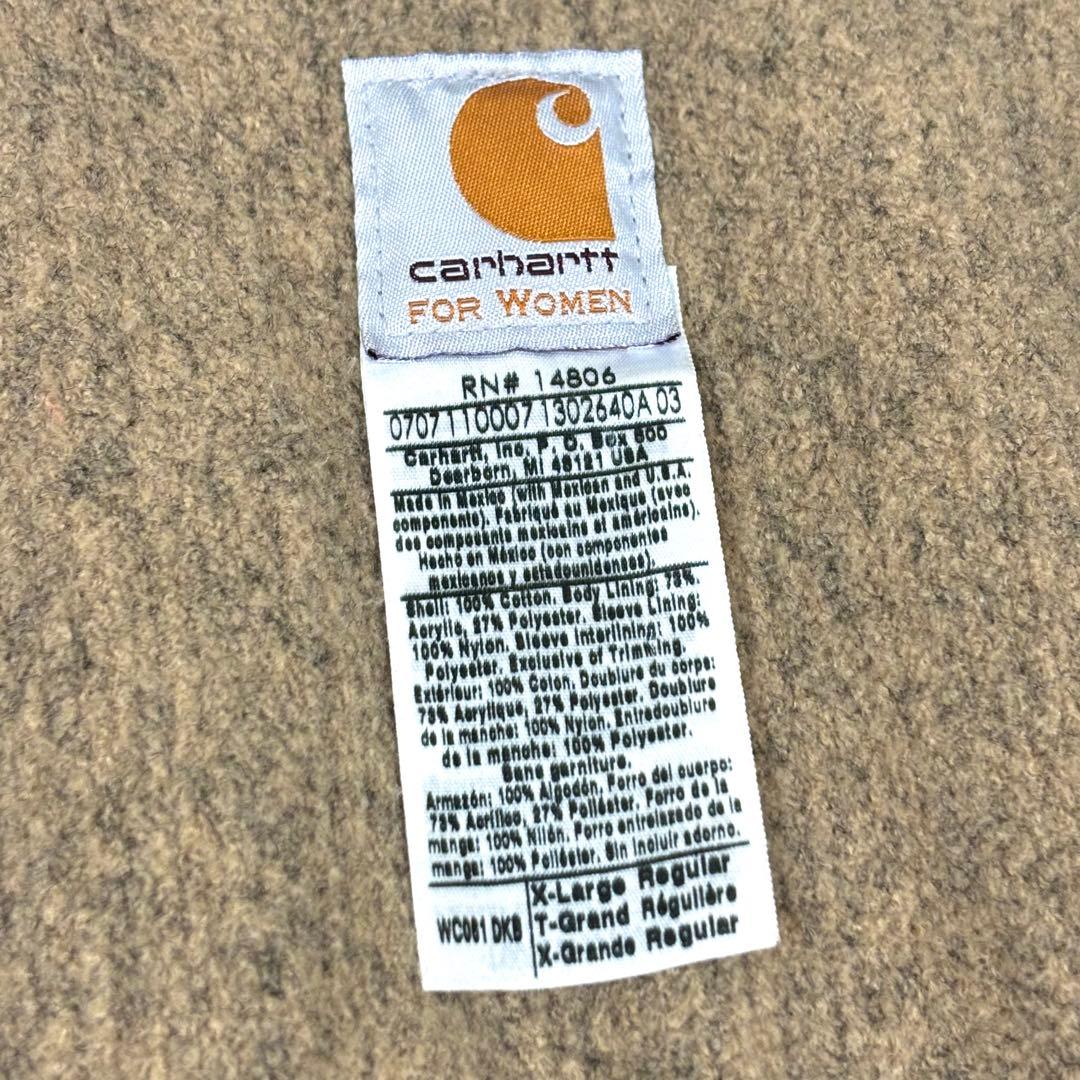 carhartt
FOR WOMEN
RN# 14806
0707110007 1302640A 03
Carhartt, Inc. P.O. Box 600
Dearborn, MI 48121 USA
Made in Mexico (with Mexican and U.S.A.
components). Fabriqué au Mexique (avec
des composants mexicains et américains).
Hecho en México (con componentes
mexicanos y estadounidenses).
Shell: 100% Cotton. Body Lining: 73%
Acrylic, 27% Polyester. Sleeve Lining:
100% Nylon. Sleeve Interlining: 100%
Polyester. Exclusive of Trimming.
Extérieur: 100% Coton. Doublure du corps:
73% Acrylique, 27% Polyester. Doublure
de la manche: 100% Nylon. Entredoublure
de la manche: 100% Polyester.
Sans garniture.
Armazón: 100% Algodón. Forro del cuerpo:
73% Acrílico, 27% Poliéster. Forro de la
manga: 100% Nilón. Forro entrelazado de la
manga: 100% Poliéster. Sin incluir adorno.
WC081 DKB
X-Large Regular
T-Grand Régulière
X-Grande Regular